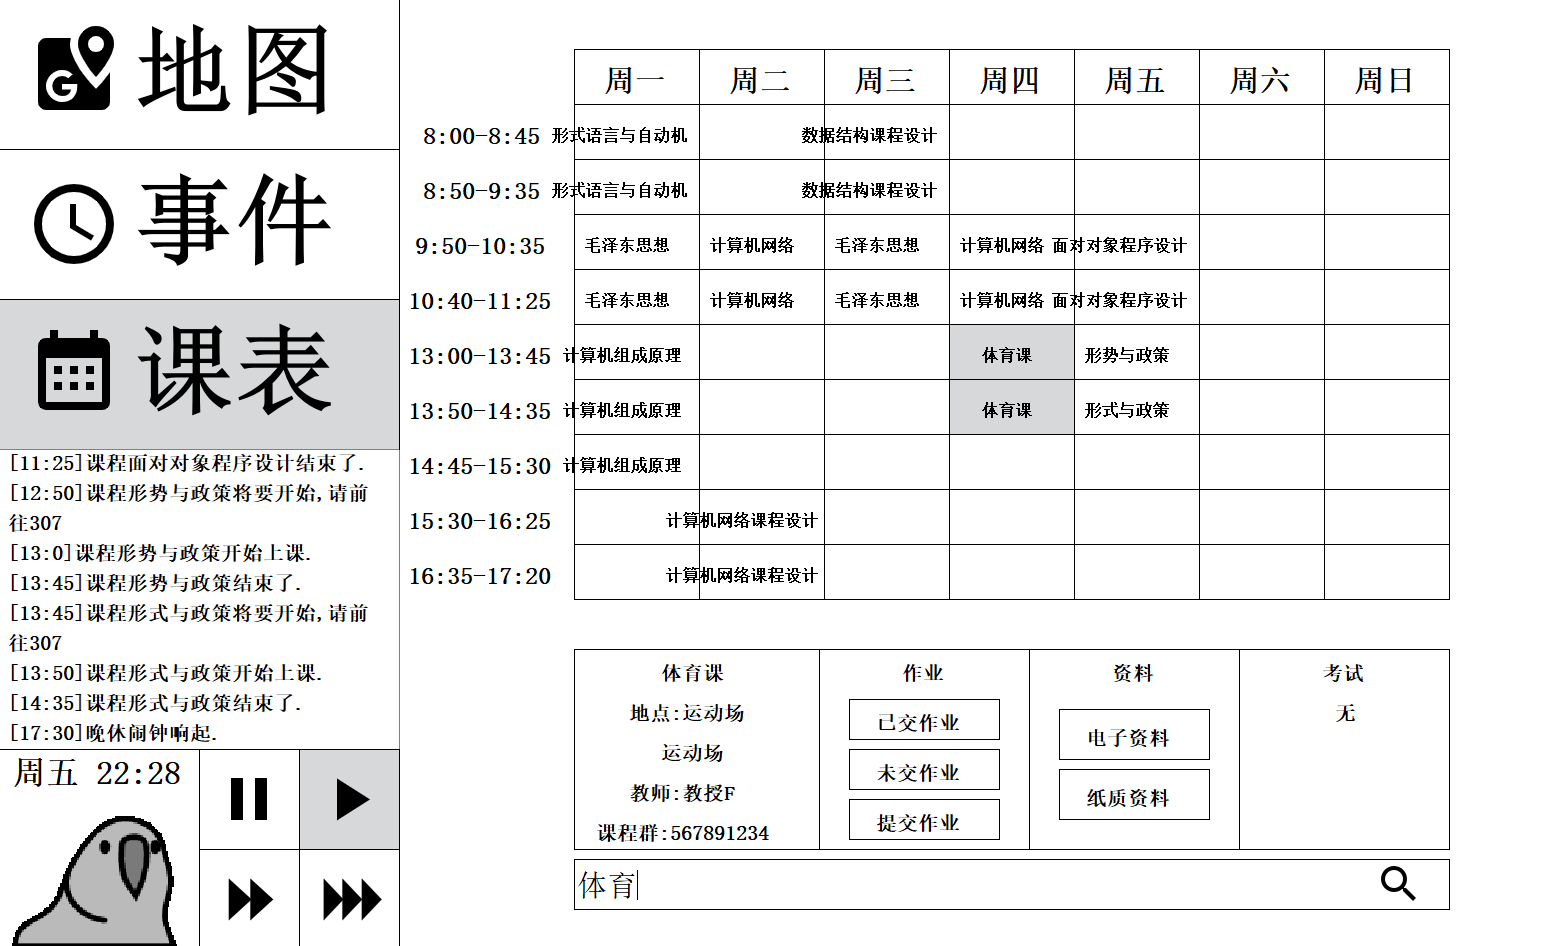 地图
事件
课表
[11:25]课程面对对象程序设计结束了.
[12:50]课程形势与政策将要开始,请前
往307
[13:0]课程形势与政策开始上课.
[13:45]课程形势与政策结束了.
[13:45]课程形式与政策将要开始,请前
往307
[13:50]课程形式与政策开始上课.
[14:35]课程形式与政策结束了.
[17:30]晚休闹钟响起.
周五 22:28
周一 周二 周三 周四 周五 周六 周日
8:00-8:45 形式语言与自动机 数据结构课程设计
8:50-9:35 形式语言与自动机 数据结构课程设计
9:50-10:35 毛泽东思想 计算机网络 毛泽东思想 计算机网络 面对对象程序设计
10:40-11:25 毛泽东思想 计算机网络 毛泽东思想 计算机网络 面对对象程序设计
13:00-13:45 计算机组成原理 体育课 形势与政策
13:50-14:35 计算机组成原理 体育课 形式与政策
14:45-15:30 计算机组成原理
15:30-16:25 计算机网络课程设计
16:35-17:20 计算机网络课程设计
体育课
地点:运动场
运动场
教师:教授F
课程群:567891234
作业
已交作业
未交作业
提交作业
资料
电子资料
纸质资料
考试
无
体育